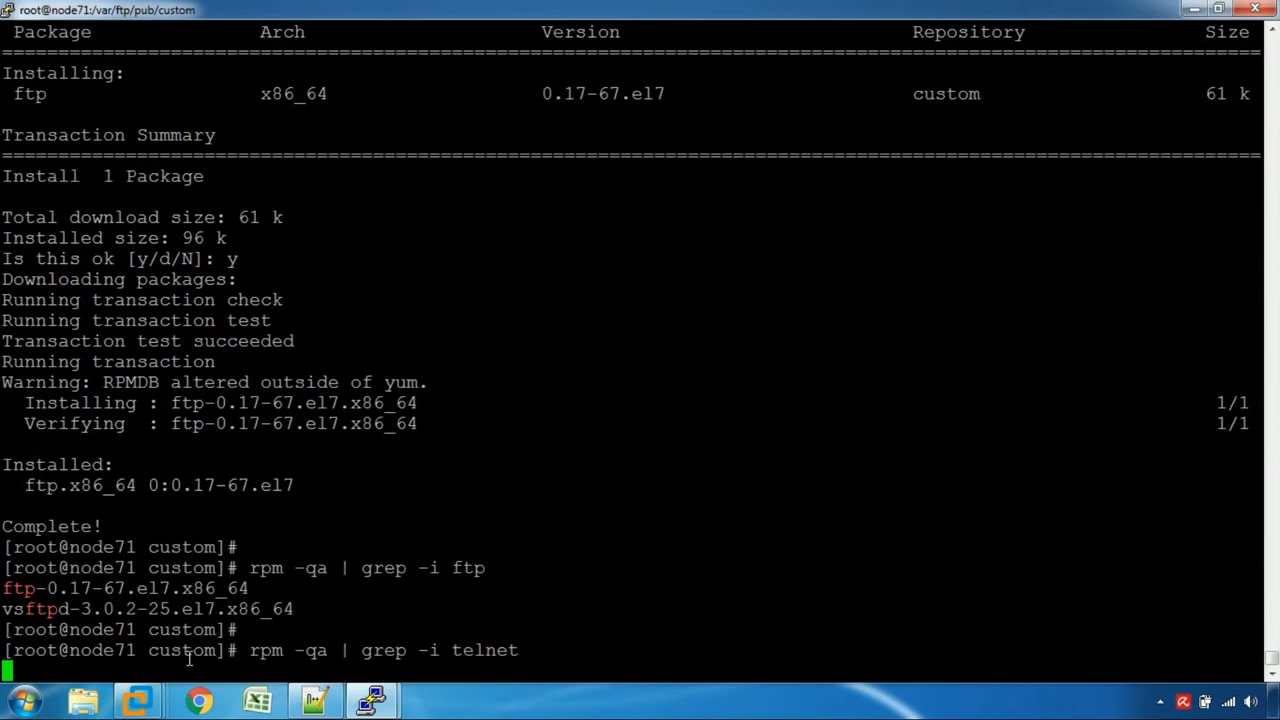 root@node71:/var/ftp/pub/custom
Package Arch Version Repository Size
================================================================================================================
Installing:
ftp x86_64 0.17-67.el7 custom 61 k
Transaction Summary
================================================================================================================
Install 1 Package
Total download size: 61 k
Installed size: 96 k
Is this ok [y/d/N]: y
Downloading packages:
Running transaction check
Running transaction test
Transaction test succeeded
Running transaction
Warning: RPMDB altered outside of yum.
Installing : ftp-0.17-67.el7.x86_64 1/1
Verifying : ftp-0.17-67.el7.x86_64 1/1
Installed:
ftp.x86_64 0:0.17-67.el7
Complete!
[root@node71 custom]#
[root@node71 custom]# rpm -qa | grep -i ftp
ftp-0.17-67.el7.x86_64
vsftpd-3.0.2-25.el7.x86_64
[root@node71 custom]#
[root@node71 custom]# rpm -qa | grep -i telnet